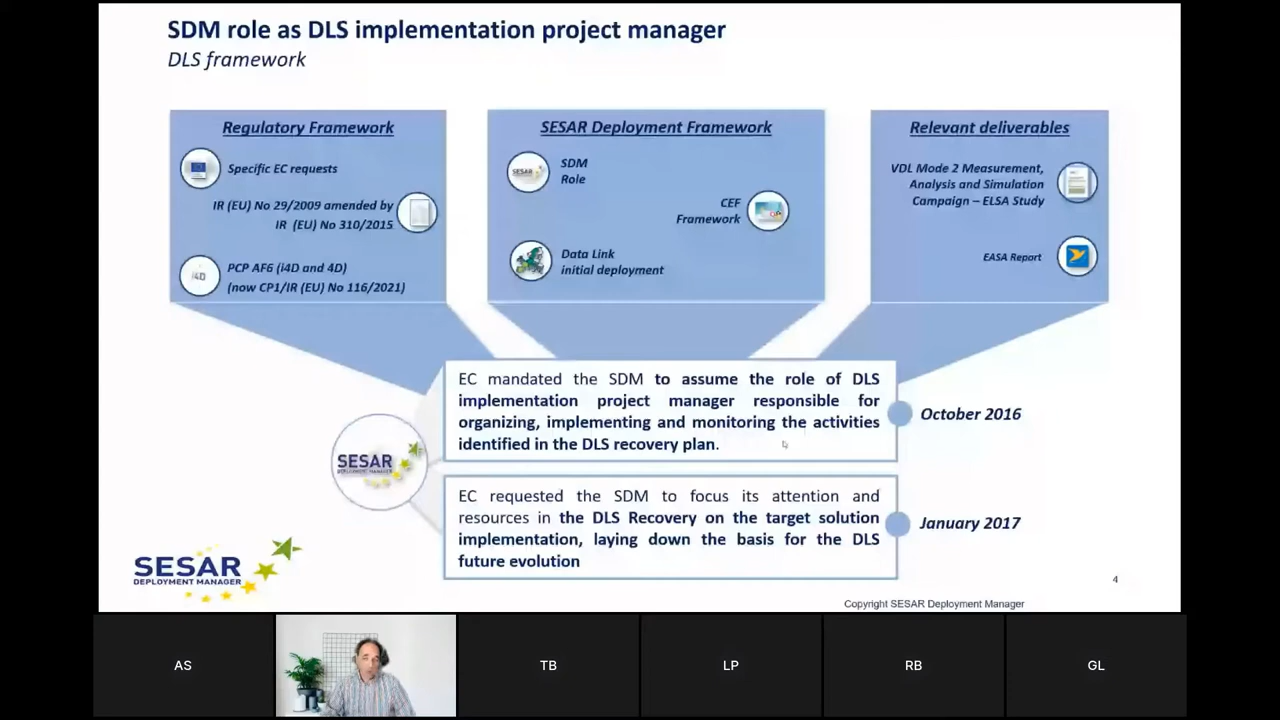 SDM role as DLS implementation project manager
DLS framework
Regulatory Framework
Specific EC requests
IR (EU) No 29/2009 amended by
IR (EU) No 310/2015
i4D
PCP AF6 (i4D and 4D)
(now CP1/IR (EU) No 116/2021)
SESAR Deployment Framework
SESAR
SDM
Role
CEF
Framework
Data Link
initial deployment
Relevant deliverables
VDL Mode 2 Measurement,
Analysis and Simulation
Campaign – ELSA Study
EASA Report
EC mandated the SDM to assume the role of DLS
implementation project manager responsible for
organizing, implementing and monitoring the activities
identified in the DLS recovery plan.
October 2016
SESAR
DEPLOYMENT MANAGER
EC requested the SDM to focus its attention and
resources in the DLS Recovery on the target solution
implementation, laying down the basis for the DLS
future evolution
January 2017
SESAR
DEPLOYMENT MANAGER
4
Copyright SESAR Deployment Manager
AS
TB
LP
RB
GL